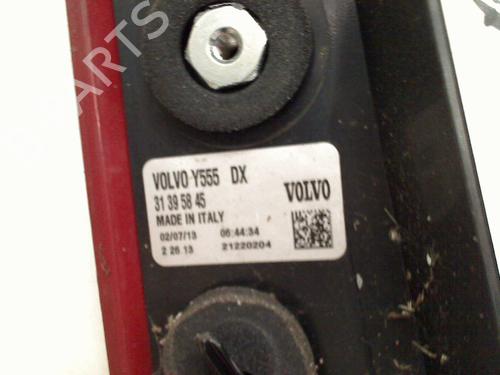 PARTS
VOLVO Y555 DX
31 39 58 45
VOLVO
MADE IN ITALY
02/07/13 06:44:34
2 26 13 21220204